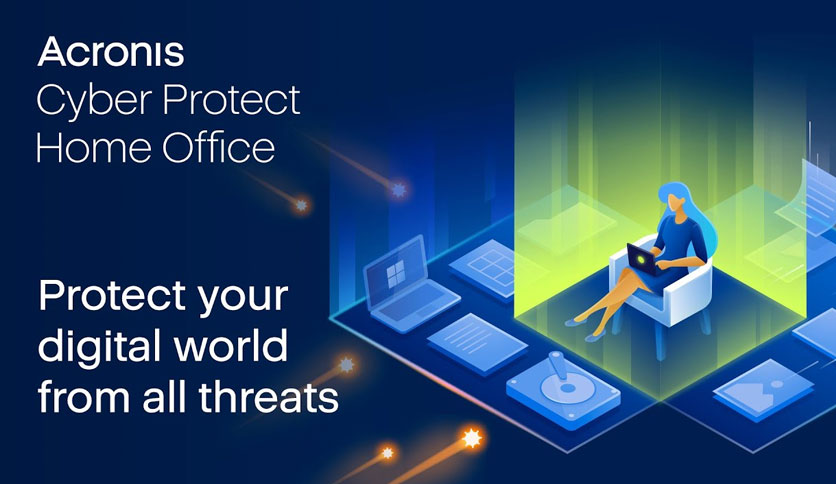 Acronis
Cyber Protect
Home Office
Protect your
digital world
from all threats